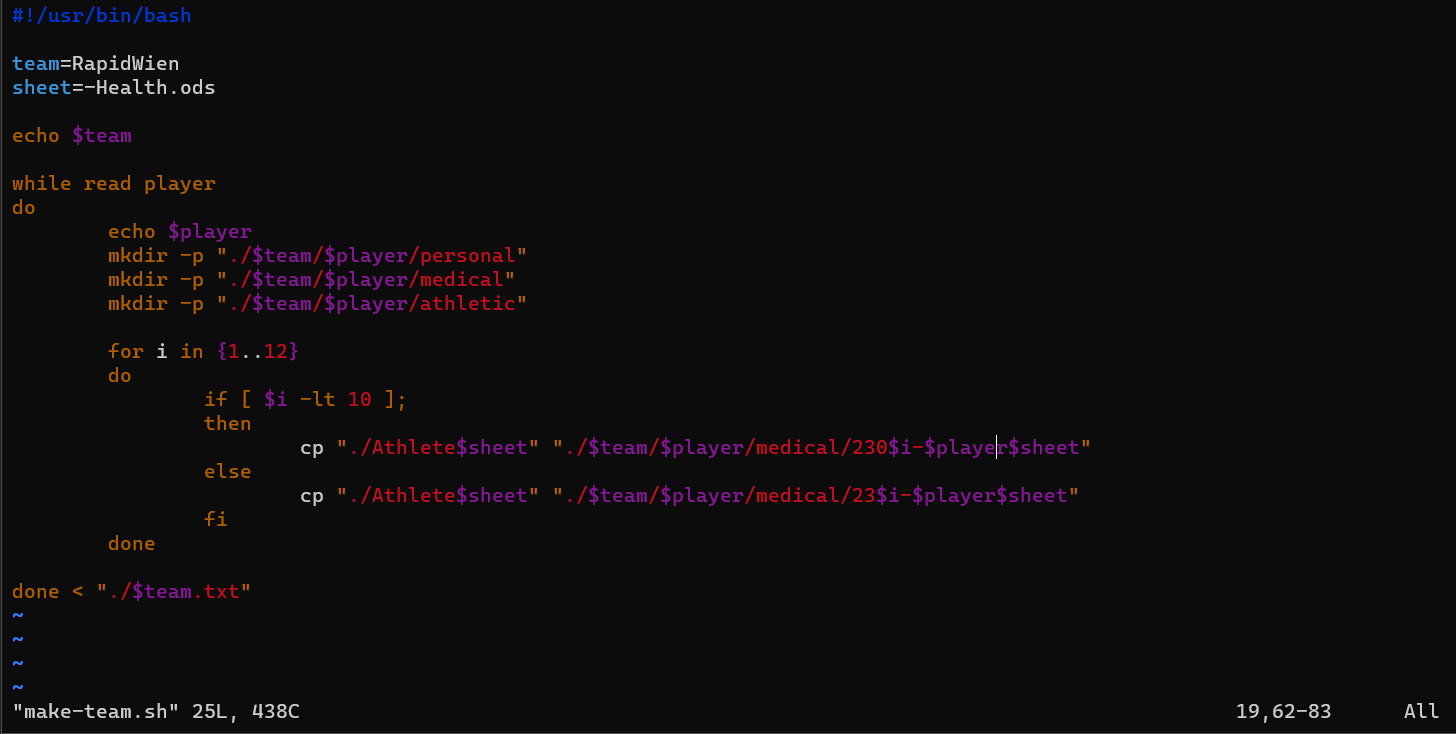 #!/usr/bin/bash

team=RapidWien
sheet=-Health.ods

echo $team

while read player
do
        echo $player
        mkdir -p "./$team/$player/personal"
        mkdir -p "./$team/$player/medical"
        mkdir -p "./$team/$player/athletic"

        for i in {1..12}
        do
                if [ $i -lt 10 ];
                then
                        cp "./Athlete$sheet" "./$team/$player/medical/230$i-$player$sheet"
                else
                        cp "./Athlete$sheet" "./$team/$player/medical/23$i-$player$sheet"
                fi
        done

done < "./$team.txt"
~
~
~
~
"make-team.sh" 25L, 438C 19,62-83 All